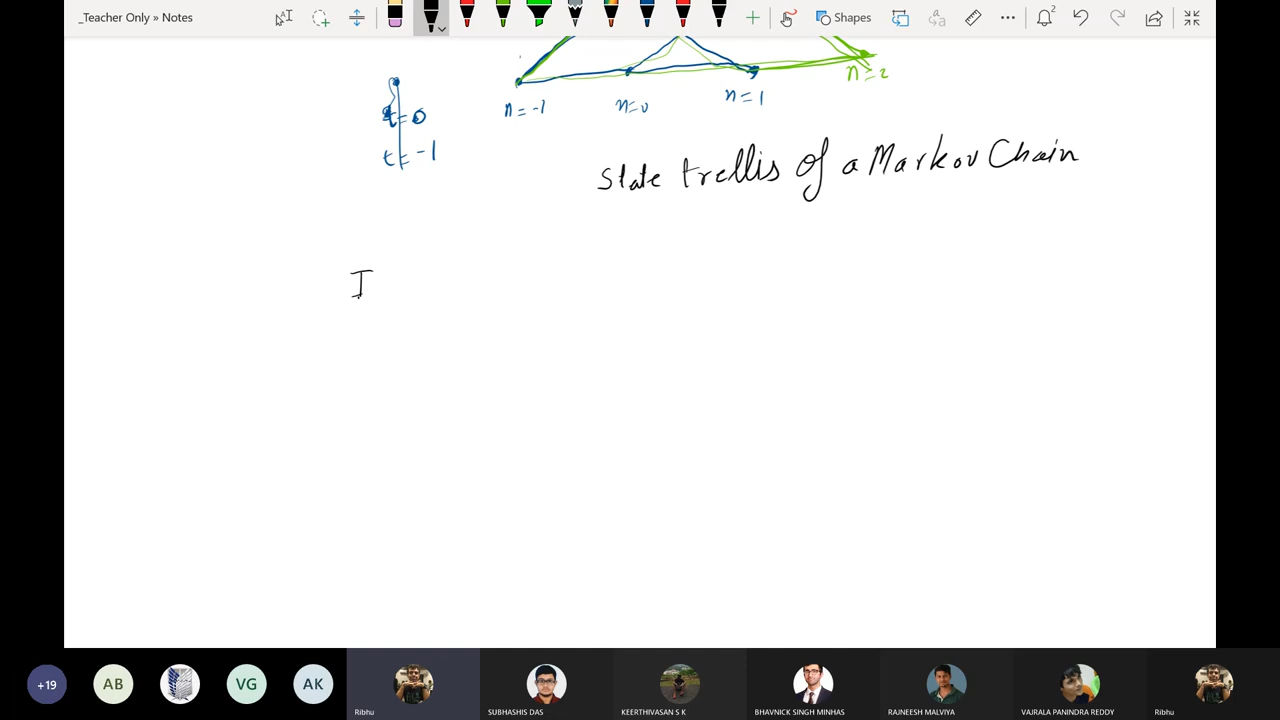 _Teacher Only » Notes
Shapes
2
n=2
n=-1
n=0
n=1
t=0
t=-1
State trellis of a Markov Chain
I
+19
AB
VG
AK
Ribhu
SUBHASHIS DAS
KEERTHIVASAN S K
BHAVNICK SINGH MINHAS
RAJNEESH MALVIYA
VAJRALA PANINDRA REDDY
Ribhu